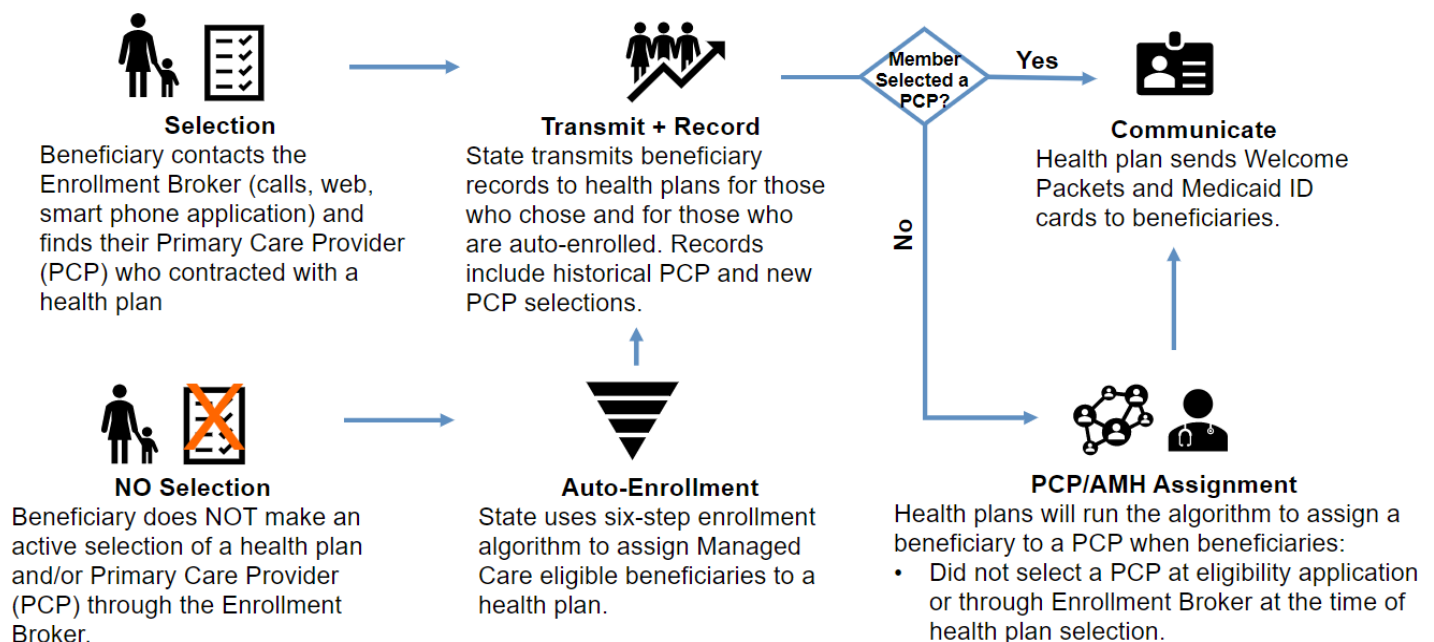 Selection
Beneficiary contacts the
Enrollment Broker (calls, web,
smart phone application) and
finds their Primary Care Provider
(PCP) who contracted with a
health plan
Transmit + Record
State transmits beneficiary
records to health plans for those
who chose and for those who
are auto-enrolled. Records
include historical PCP and new
PCP selections.
Member
Selected a
PCP?
Yes
No
Communicate
Health plan sends Welcome
Packets and Medicaid ID
cards to beneficiaries.
NO Selection
Beneficiary does NOT make an
active selection of a health plan
and/or Primary Care Provider
(PCP) through the Enrollment
Broker.
Auto-Enrollment
State uses six-step enrollment
algorithm to assign Managed
Care eligible beneficiaries to a
health plan.
PCP/AMH Assignment
Health plans will run the algorithm to assign a
beneficiary to a PCP when beneficiaries:
• Did not select a PCP at eligibility application
or through Enrollment Broker at the time of
health plan selection.